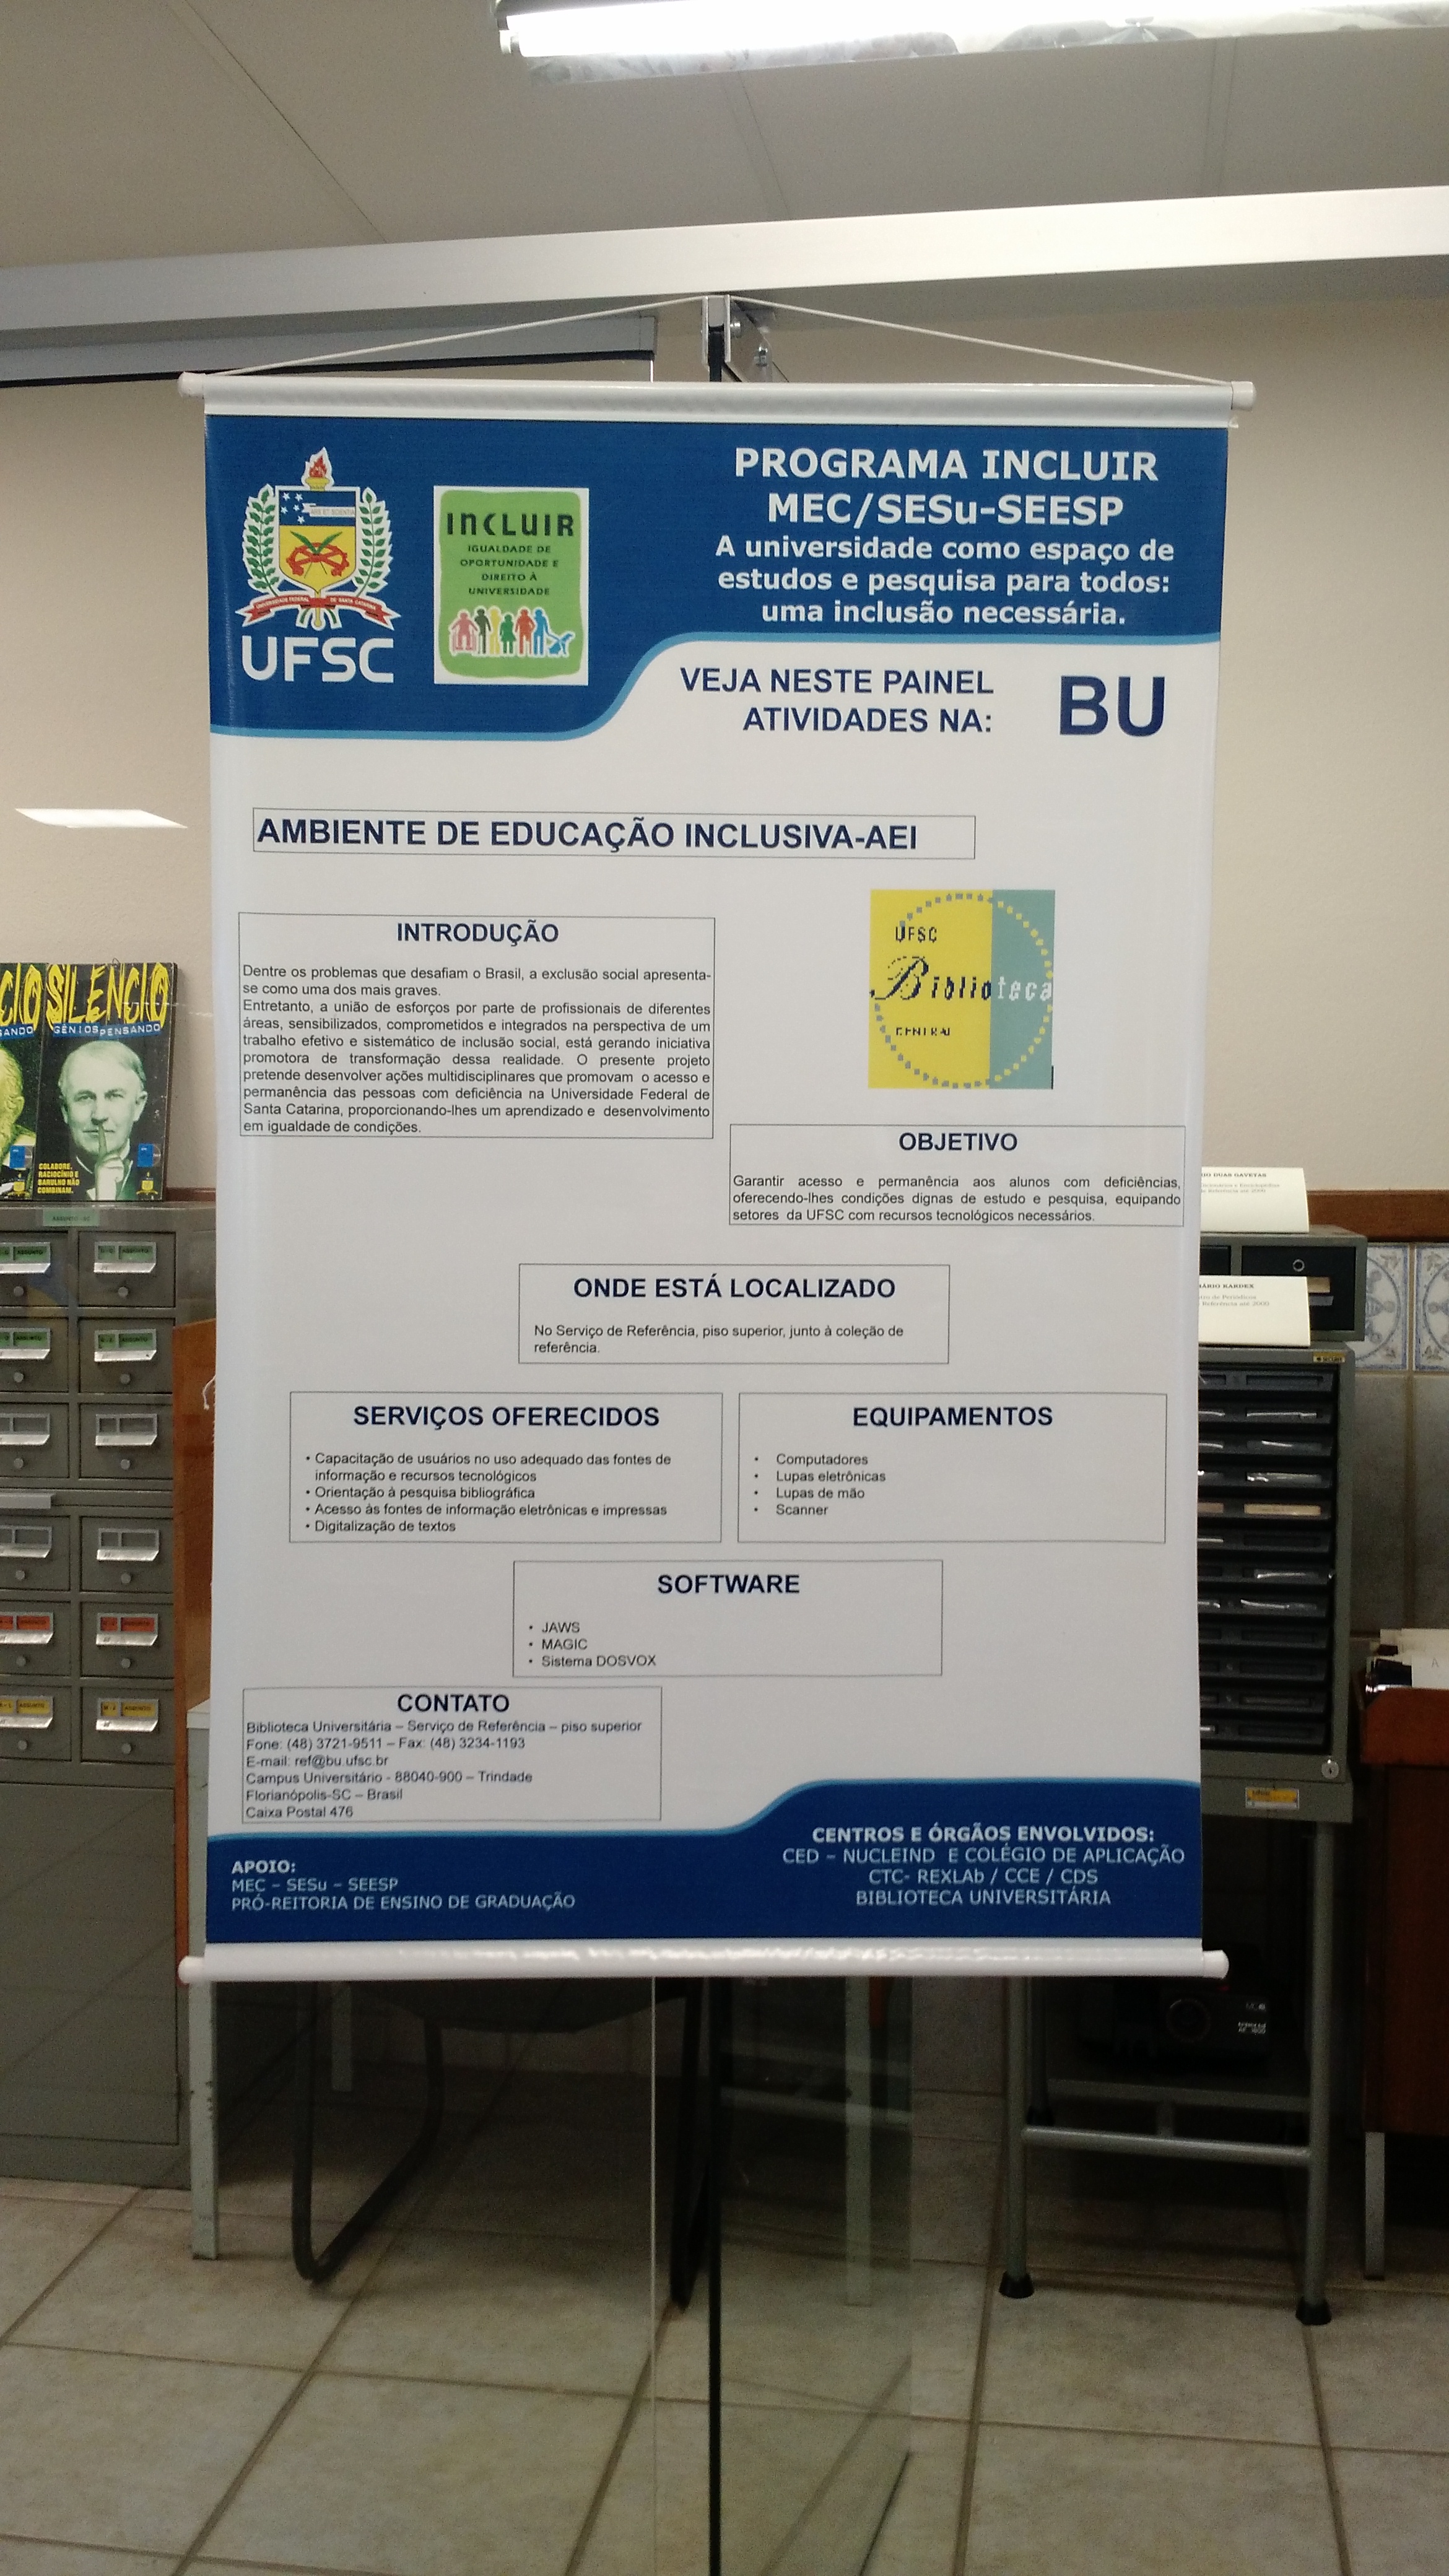 PROGRAMA INCLUIR
MEC/SESu-SEESP
A universidade como espaço de
estudos e pesquisa para todos:
uma inclusão necessária.
UFSC
INCLUIR
IGUALDADE DE
OPORTUNIDADE E
DIREITO À
UNIVERSIDADE
VEJA NESTE PAINEL
ATIVIDADES NA:
BU
AMBIENTE DE EDUCAÇÃO INCLUSIVA-AEI
INTRODUÇÃO
Dentre os problemas que desafiam o Brasil, a exclusão social apresenta-
se como uma dos mais graves.
Entretanto, a união de esforços por parte de profissionais de diferentes
áreas, sensibilizados, comprometidos e integrados na perspectiva de um
trabalho efetivo e sistemático de inclusão social, está gerando iniciativa
promotora de transformação dessa realidade. O presente projeto
pretende desenvolver ações multidisciplinares que promovam o acesso e
permanência das pessoas com deficiência na Universidade Federal de
Santa Catarina, proporcionando-lhes um aprendizado e desenvolvimento
em igualdade de condições.
UFSC
Biblioteca
CENTRAL
OBJETIVO
Garantir acesso e permanência aos alunos com deficiências,
oferecendo-lhes condições dignas de estudo e pesquisa, equipando
setores da UFSC com recursos tecnológicos necessários.
ONDE ESTÁ LOCALIZADO
No Serviço de Referência, piso superior, junto à coleção de
referência.
SERVIÇOS OFERECIDOS
• Capacitação de usuários no uso adequado das fontes de
informação e recursos tecnológicos
• Orientação à pesquisa bibliográfica
• Acesso às fontes de informação eletrônicas e impressas
• Digitalização de textos
EQUIPAMENTOS
• Computadores
• Lupas eletrônicas
• Lupas de mão
• Scanner
SOFTWARE
• JAWS
• MAGIC
• Sistema DOSVOX
CONTATO
Biblioteca Universitária – Serviço de Referência – piso superior
Fone: (48) 3721-9511 – Fax: (48) 3234-1193
E-mail: ref@bu.ufsc.br
Campus Universitário - 88040-900 – Trindade
Florianópolis-SC – Brasil
Caixa Postal 476
APOIO:
MEC – SESu – SEESP
PRÓ-REITORIA DE ENSINO DE GRADUAÇÃO
CENTROS E ÓRGÃOS ENVOLVIDOS:
CED – NUCLEIND E COLÉGIO DE APLICAÇÃO
CTC- REXLAb / CCE / CDS
BIBLIOTECA UNIVERSITÁRIA
SILÊNCIO
GÊNIOS PENSANDO
COLABORE.
RACIOCÍNIO E
BARULHO NÃO
COMBINAM.
DUAS GAVETAS
KARDEX